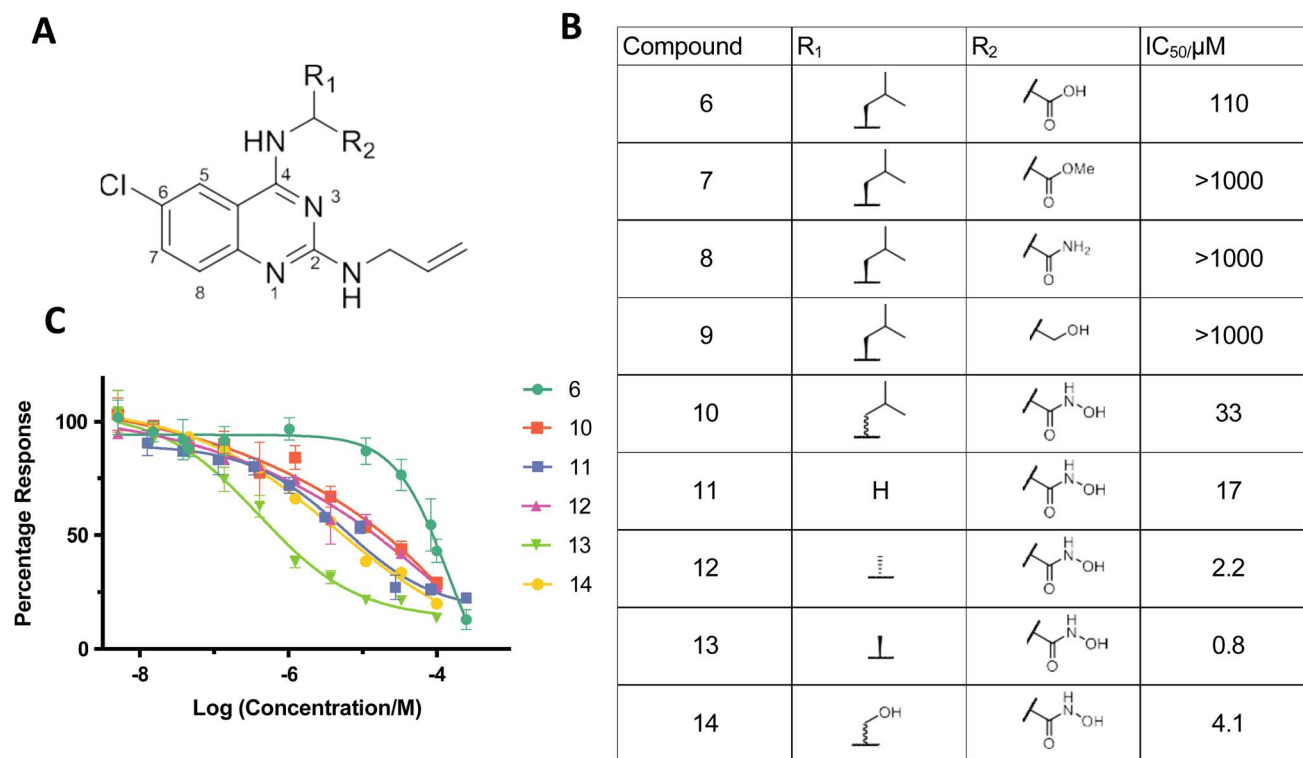 A
R1
HN
R2
4
5
Cl
6
3
N
7
8
N
1
2
N
H
B
Compound R1 R2 IC50/µM
6 OH O 110
7 OMe O >1000
8 NH2 O >1000
9 OH >1000
10 H N OH O 33
11 H H N OH O 17
12 H N OH O 2.2
13 H N OH O 0.8
14 OH H N OH O 4.1
C
Percentage Response
100
50
0
-8 -6 -4
Log (Concentration/M)
6
10
11
12
13
14